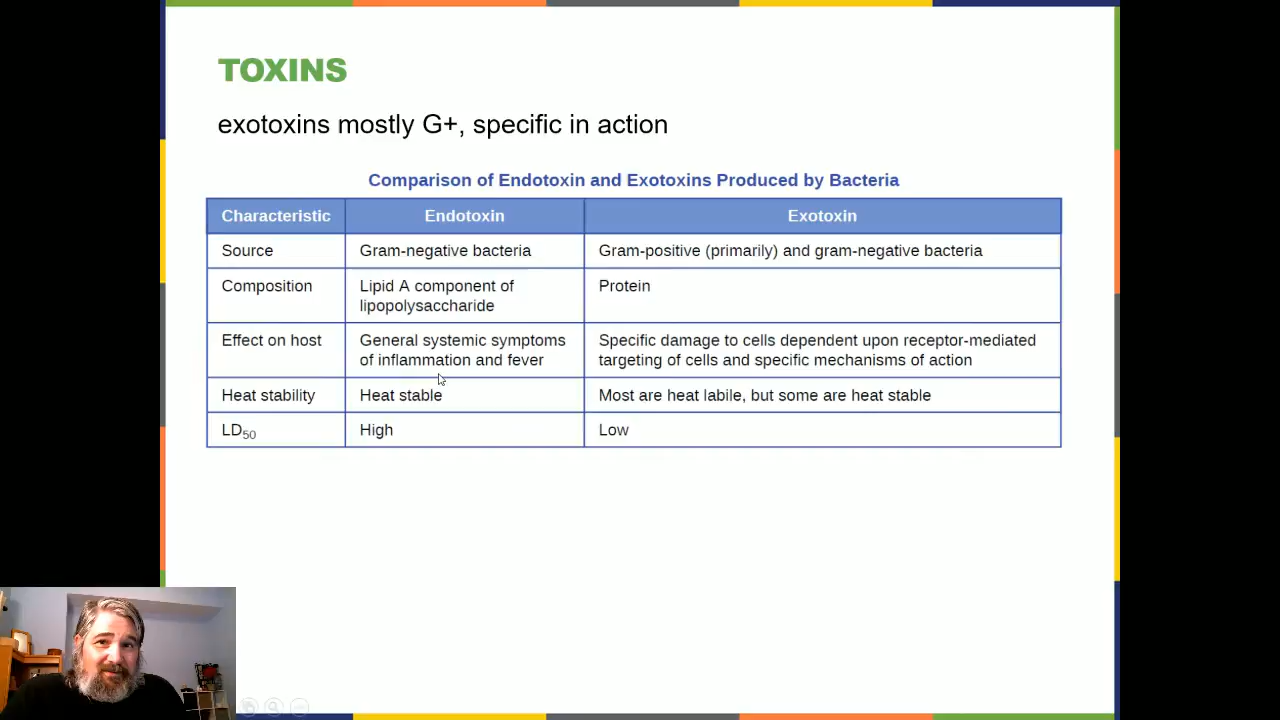 TOXINS
exotoxins mostly G+, specific in action
Comparison of Endotoxin and Exotoxins Produced by Bacteria
Characteristic Endotoxin Exotoxin
Source Gram-negative bacteria Gram-positive (primarily) and gram-negative bacteria
Composition Lipid A component of lipopolysaccharide Protein
Effect on host General systemic symptoms of inflammation and fever Specific damage to cells dependent upon receptor-mediated targeting of cells and specific mechanisms of action
Heat stability Heat stable Most are heat labile, but some are heat stable
LD50 High Low